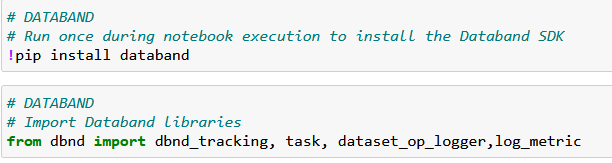 # DATABAND
# Run once during notebook execution to install the Databand SDK
!pip install databand
# DATABAND
# Import Databand libraries
from dbnd import dbnd_tracking, task, dataset_op_logger,log_metric